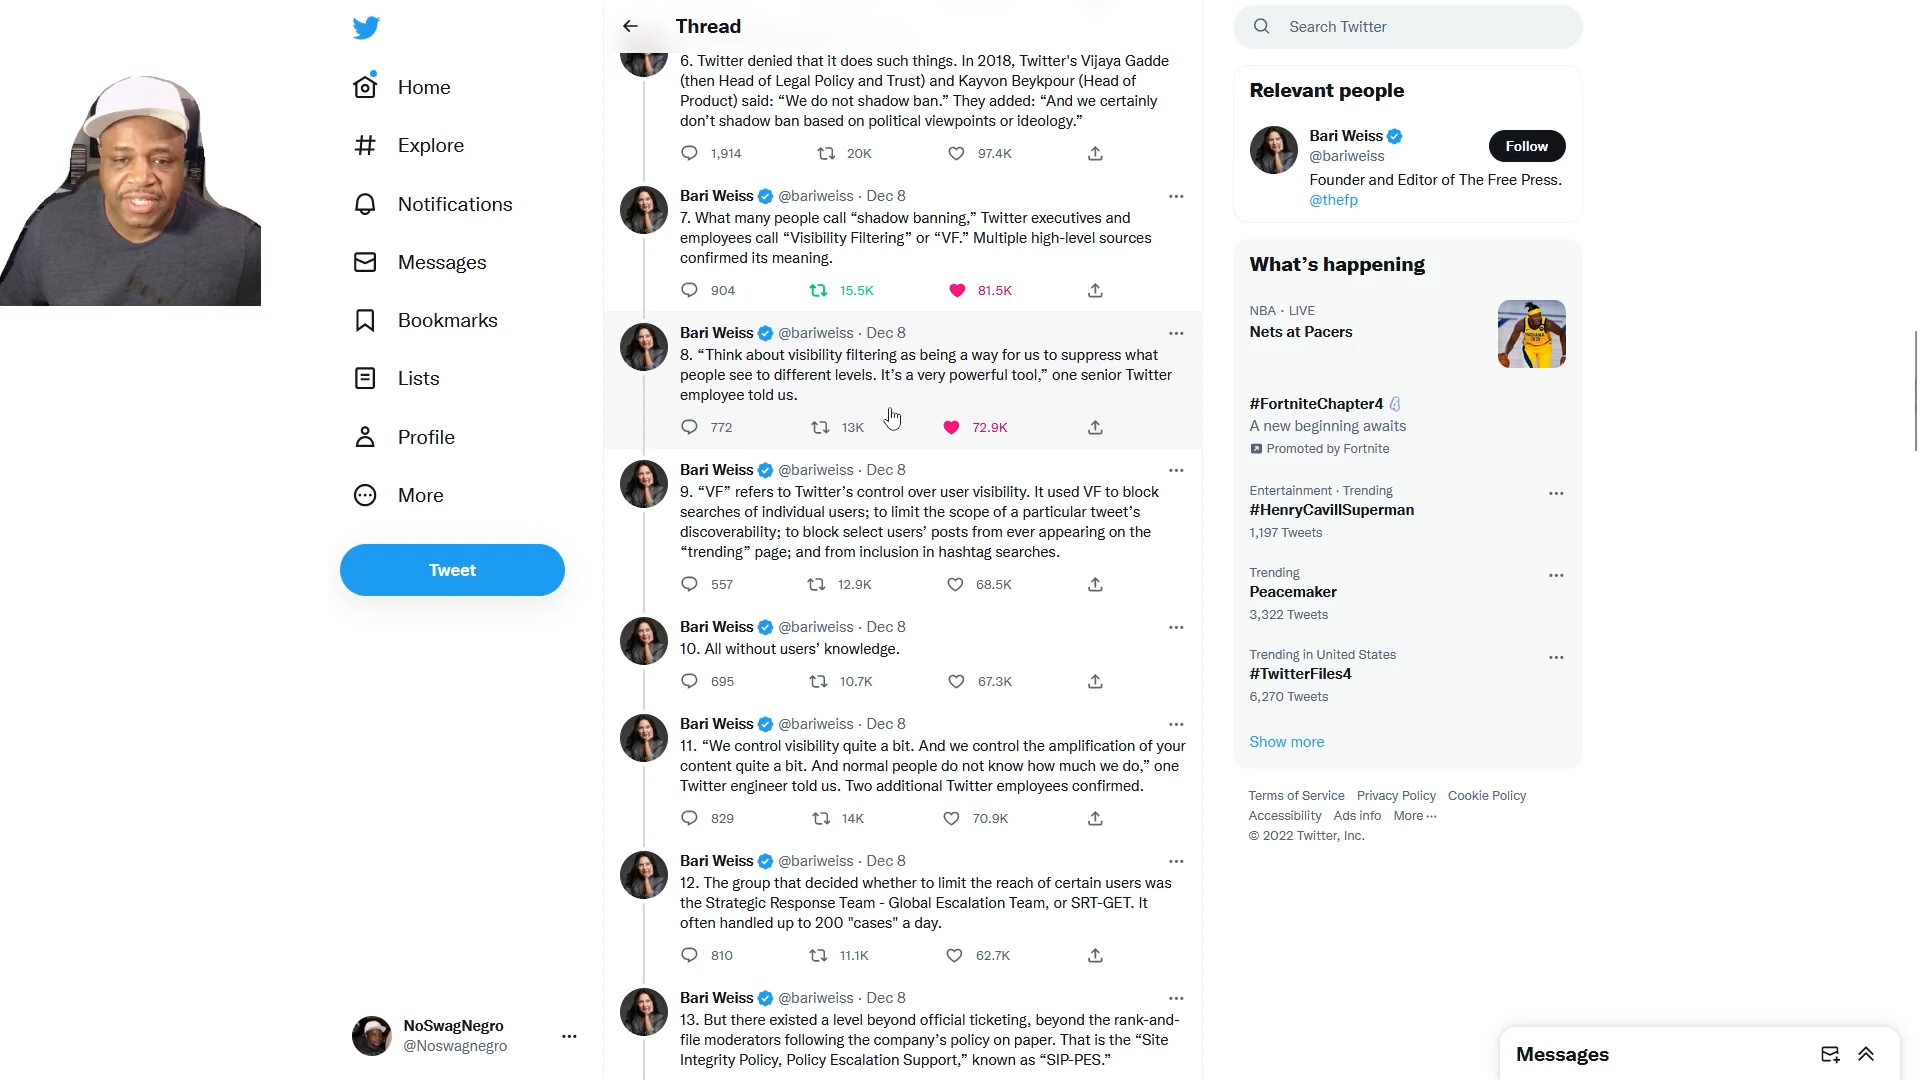 Home
Explore
Notifications
Messages
Bookmarks
Lists
Profile
More
Tweet
NoSwagNegro
@Noswagnegro
Thread
6. Twitter denied that it does such things. In 2018, Twitter's Vijaya Gadde
(then Head of Legal Policy and Trust) and Kayvon Beykpour (Head of
Product) said: “We do not shadow ban.” They added: “And we certainly
don’t shadow ban based on political viewpoints or ideology.”
1,914 20K 97.4K
Bari Weiss @bariweiss · Dec 8
7. What many people call “shadow banning,” Twitter executives and
employees call “Visibility Filtering” or “VF.” Multiple high-level sources
confirmed its meaning.
904 15.5K 81.5K
Bari Weiss @bariweiss · Dec 8
8. “Think about visibility filtering as being a way for us to suppress what
people see to different levels. It’s a very powerful tool,” one senior Twitter
employee told us.
772 13K 72.9K
Bari Weiss @bariweiss · Dec 8
9. “VF” refers to Twitter’s control over user visibility. It used VF to block
searches of individual users; to limit the scope of a particular tweet’s
discoverability; to block select users’ posts from ever appearing on the
“trending” page; and from inclusion in hashtag searches.
557 12.9K 68.5K
Bari Weiss @bariweiss · Dec 8
10. All without users’ knowledge.
695 10.7K 67.3K
Bari Weiss @bariweiss · Dec 8
11. “We control visibility quite a bit. And we control the amplification of your
content quite a bit. And normal people do not know how much we do,” one
Twitter engineer told us. Two additional Twitter employees confirmed.
829 14K 70.9K
Bari Weiss @bariweiss · Dec 8
12. The group that decided whether to limit the reach of certain users was
the Strategic Response Team - Global Escalation Team, or SRT-GET. It
often handled up to 200 "cases" a day.
810 11.1K 62.7K
Bari Weiss @bariweiss · Dec 8
13. But there existed a level beyond official ticketing, beyond the rank-and-
file moderators following the company’s policy on paper. That is the “Site
Integrity Policy, Policy Escalation Support,” known as “SIP-PES.”
Search Twitter
Relevant people
Bari Weiss
@bariweiss
Follow
Founder and Editor of The Free Press.
@thefp
What’s happening
NBA · LIVE
Nets at Pacers
#FortniteChapter4
A new beginning awaits
Promoted by Fortnite
Entertainment · Trending
#HenryCavillSuperman
1,197 Tweets
Trending
Peacemaker
3,322 Tweets
Trending in United States
#TwitterFiles4
6,270 Tweets
Show more
Terms of Service Privacy Policy Cookie Policy
Accessibility Ads info More ···
© 2022 Twitter, Inc.
Messages